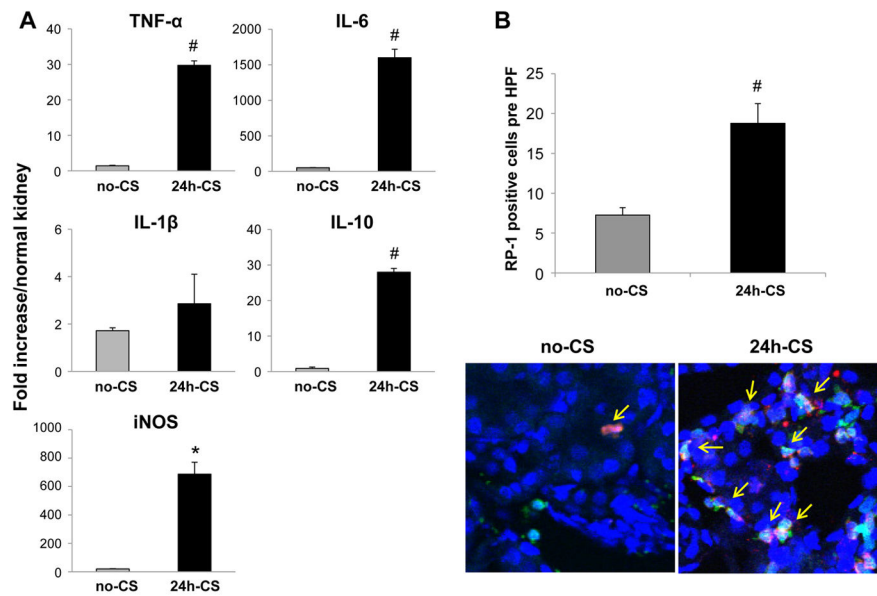 A
Fold increase/normal kidney
TNF-α
#
40
30
20
10
0
no-CS 24h-CS
IL-6
#
2000
1500
1000
500
0
no-CS 24h-CS
IL-1β
6
4
2
0
no-CS 24h-CS
IL-10
#
40
30
20
10
0
no-CS 24h-CS
iNOS
*
1000
800
600
400
200
0
no-CS 24h-CS
B
RP-1 positive cells pre HPF
#
25
20
15
10
5
0
no-CS 24h-CS
no-CS 24h-CS